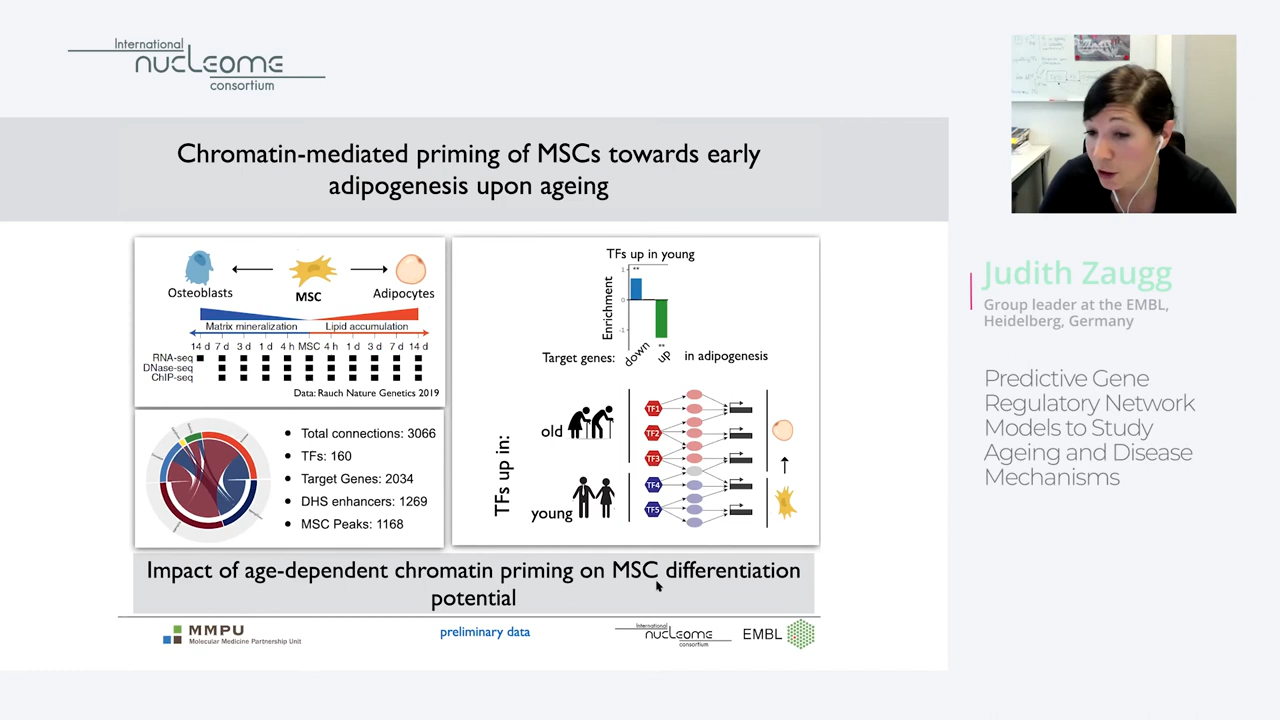 International
nucleome
consortium
Chromatin-mediated priming of MSCs towards early
adipogenesis upon ageing
Osteoblasts
MSC
Adipocytes
Matrix mineralization
Lipid accumulation
14 d 7 d 3 d 1 d 4 h MSC 4 h 1 d 3 d 7 d 14 d
RNA-seq
DNase-seq
ChIP-seq
Data: Rauch Nature Genetics 2019
• Total connections: 3066
• TFs: 160
• Target Genes: 2034
• DHS enhancers: 1269
• MSC Peaks: 1168
TFs up in young
Enrichment
1
0
-1
**
**
Target genes: down up in adipogenesis
TFs up in:
old
young
TF1
TF2
TF3
TF4
TF5
Impact of age-dependent chromatin priming on MSC differentiation
potential
MMPU
Molecular Medicine Partnership Unit
preliminary data
International
nucleome
consortium
EMBL
Judith Zaugg
Group leader at the EMBL,
Heidelberg, Germany
Predictive Gene
Regulatory Network
Models to Study
Ageing and Disease
Mechanisms